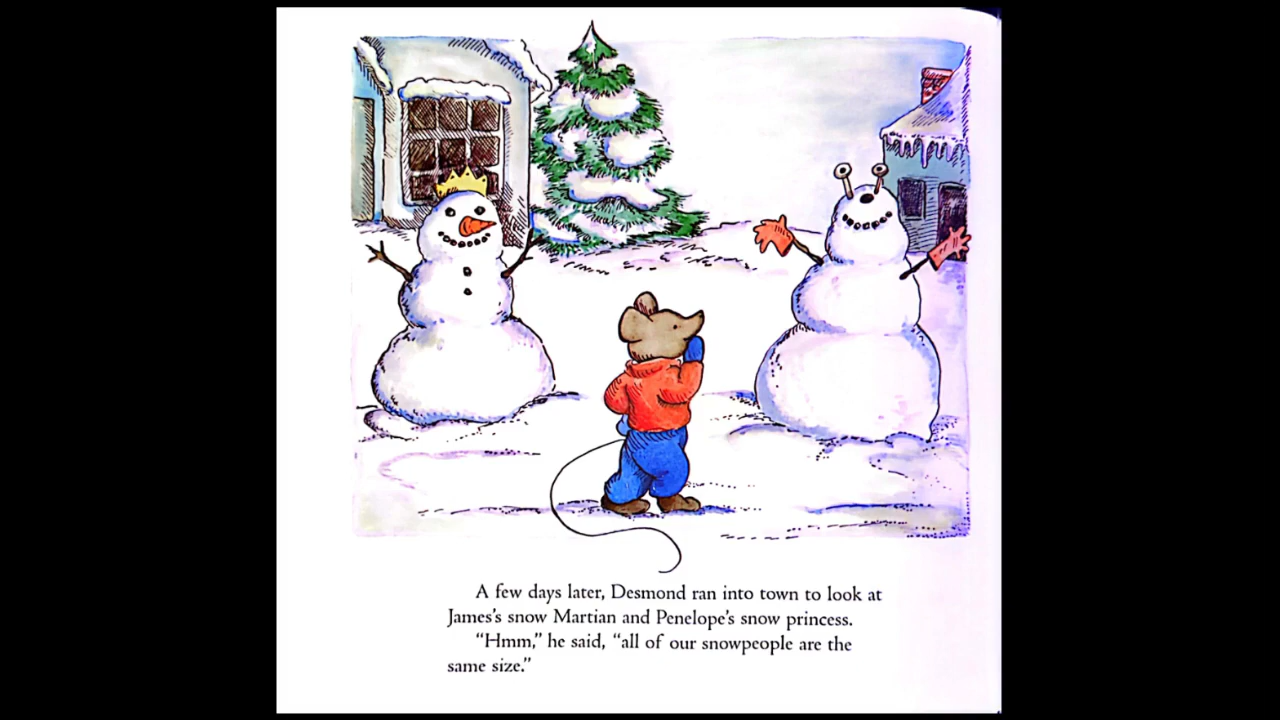 A few days later, Desmond ran into town to look at
James's snow Martian and Penelope's snow princess.
"Hmm," he said, "all of our snowpeople are the
same size."